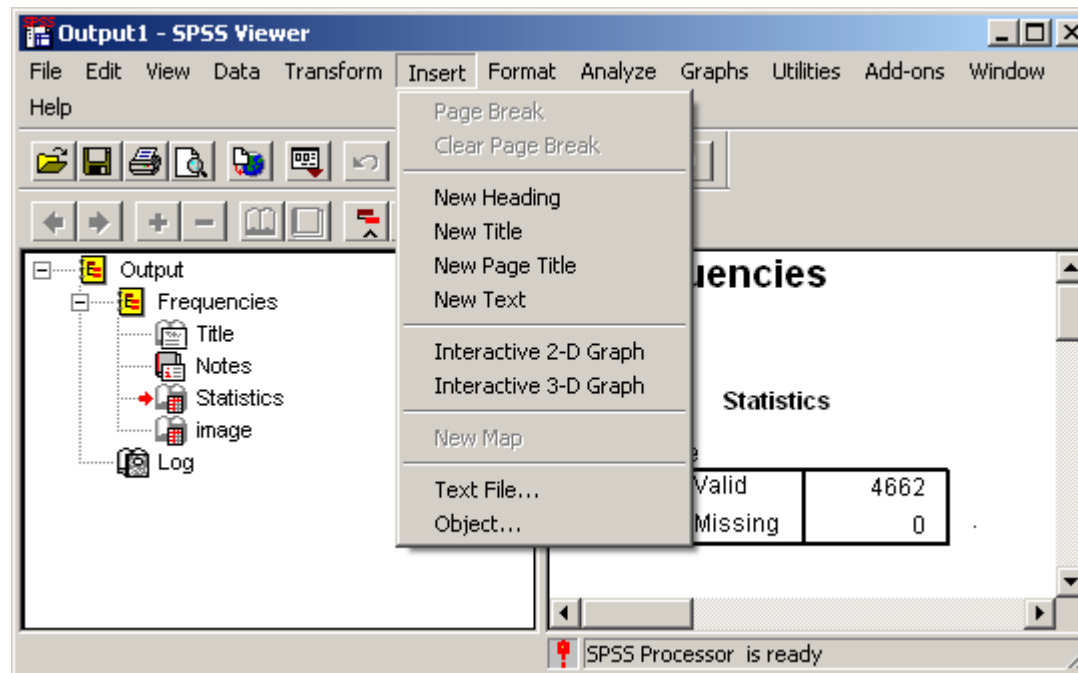 Output1 - SPSS Viewer
File Edit View Data Transform Insert Format Analyze Graphs Utilities Add-ons Window
Help
Page Break
Clear Page Break
New Heading
New Title
New Page Title
New Text
Interactive 2-D Graph
Interactive 3-D Graph
New Map
Text File...
Object...
Output
Frequencies
Title
Notes
Statistics
image
Log
uencies
Statistics
Valid 4662
Missing 0
SPSS Processor is ready